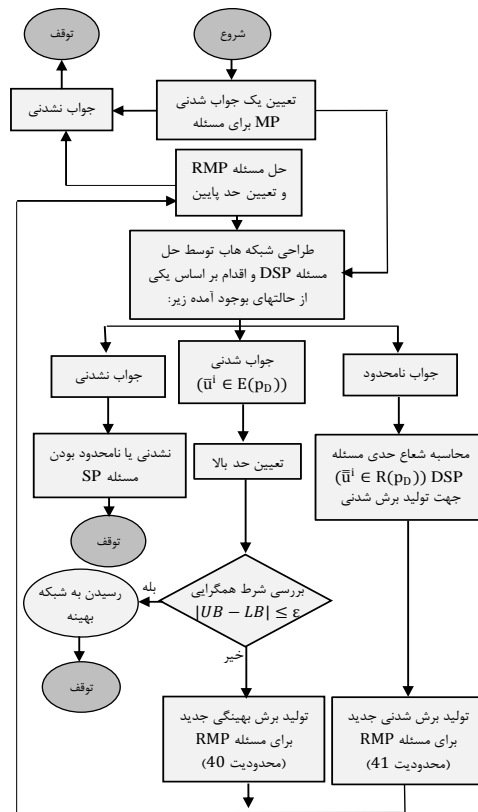 شروع
توقف
تعیین یک جواب شدنی
برای مسئله MP
جواب نشدنی
حل مسئله RMP
و تعیین حد پایین
طراحی شبکه هاب توسط حل
مسئله DSP و اقدام بر اساس یکی
از حالتهای بوجود آمده زیر:
جواب نامحدود
جواب شدنی
(u̅ⁱ ∈ E(p_D))
جواب نشدنی
محاسبه شعاع حدی مسئله
DSP (u̿ⁱ ∈ R(p_D))
جهت تولید برش شدنی
تعیین حد بالا
نشدنی یا نامحدود بودن
مسئله SP
توقف
بررسی شرط همگرایی
|UB − LB| ≤ ε
بله
رسیدن به شبکه
بهینه
خیر
توقف
تولید برش شدنی جدید
برای مسئله RMP
(محدودیت 41)
تولید برش بهینگی جدید
برای مسئله RMP
(محدودیت 40)